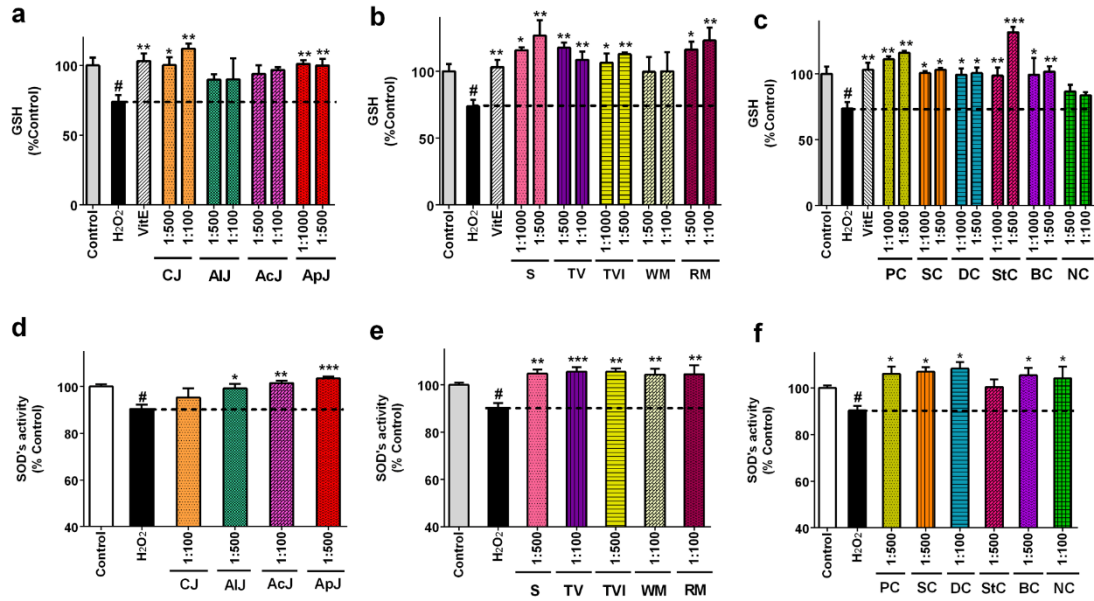 a
GSH
(%Control)
150
100
50
0
#
**
*
**
**
**
Control
H₂O₂
VitE
1:500
1:100
1:500
1:100
1:500
1:100
1:1000
1:500
CJ
AlJ
AcJ
ApJ
b
GSH
(%Control)
150
100
50
0
#
**
*
**
**
**
*
**
**
**
Control
H₂O₂
VitE
1:1000
1:500
1:500
1:100
1:1000
1:500
1:500
1:100
1:500
1:100
S
TV
TVI
WM
RM
c
GSH
(%Control)
150
100
50
0
#
**
**
**
*
**
*
**
**
***
*
**
Control
H₂O₂
VitE
1:1000
1:500
1:1000
1:500
1:1000
1:500
1:1000
1:500
1:1000
1:500
1:500
1:100
PC
SC
DC
StC
BC
NC
d
SOD's activity
(% Control)
100
80
60
40
#
*
**
***
Control
H₂O₂
1:100
1:500
1:100
1:500
CJ
AlJ
AcJ
ApJ
e
SOD's activity
(% Control)
100
80
60
40
#
**
***
**
**
**
Control
H₂O₂
1:500
1:100
1:500
1:100
1:100
S
TV
TVI
WM
RM
f
SOD's activity
(% Control)
100
80
60
40
#
*
*
*
*
*
Control
H₂O₂
1:500
1:500
1:100
1:500
1:500
1:100
PC
SC
DC
StC
BC
NC